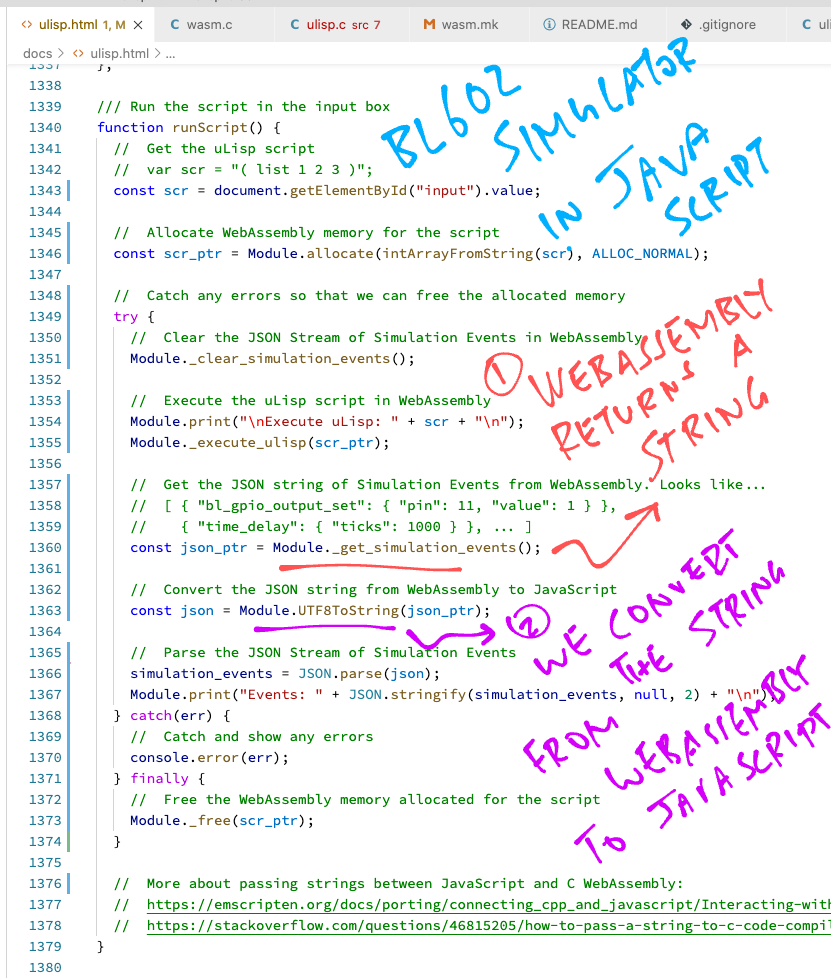 ulisp.html 1, M
wasm.c
ulisp.c src 7
wasm.mk
README.md
.gitignore
docs > ulisp.html > ...
1337 };
1338
1339 /// Run the script in the input box
1340 function runScript() {
1341 //  Get the uLisp script
1342 //  var scr = "( list 1 2 3 )";
1343 const scr = document.getElementById("input").value;
1344
1345 //  Allocate WebAssembly memory for the script
1346 const scr_ptr = Module.allocate(intArrayFromString(scr), ALLOC_NORMAL);
1347
1348 //  Catch any errors so that we can free the allocated memory
1349 try {
1350 //  Clear the JSON Stream of Simulation Events in WebAssembly
1351 Module._clear_simulation_events();
1352
1353 //  Execute the uLisp script in WebAssembly
1354 Module.print("\nExecute uLisp: " + scr + "\n");
1355 Module._execute_ulisp(scr_ptr);
1356
1357 //  Get the JSON string of Simulation Events from WebAssembly. Looks like...
1358 //  [ { "bl_gpio_output_set": { "pin": 11, "value": 1 } },
1359 //    { "time_delay": { "ticks": 1000 } }, ... ]
1360 const json_ptr = Module._get_simulation_events();
1361
1362 //  Convert the JSON string from WebAssembly to JavaScript
1363 const json = Module.UTF8ToString(json_ptr);
1364
1365 //  Parse the JSON Stream of Simulation Events
1366 simulation_events = JSON.parse(json);
1367 Module.print("Events: " + JSON.stringify(simulation_events, null, 2) + "\n");
1368 } catch(err) {
1369 //  Catch and show any errors
1370 console.error(err);
1371 } finally {
1372 //  Free the WebAssembly memory allocated for the script
1373 Module._free(scr_ptr);
1374 }
1375
1376 //  More about passing strings between JavaScript and C WebAssembly:
1377 //  https://emscripten.org/docs/porting/connecting_cpp_and_javascript/Interacting-with
1378 //  https://stackoverflow.com/questions/46815205/how-to-pass-a-string-to-c-code-compil
1379 }
1380
BL602
SIMULATOR
IN JAVA
SCRIPT
1 WEBASSEMBLY
RETURNS A
STRING
2 WE CONVERT
THE STRING
FROM WEBASSEMBLY
TO JAVASCRIPT